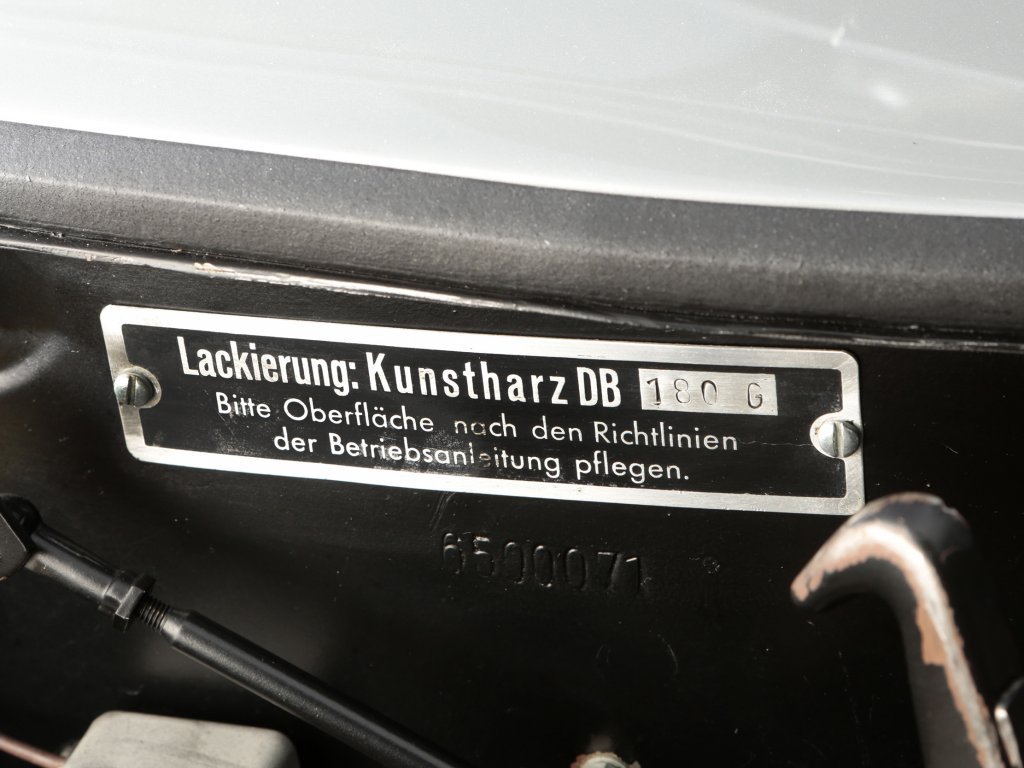 Lackierung: Kunstharz DB 180 G
Bitte Oberfläche nach den Richtlinien
der Betriebsanleitung pflegen.
6500071